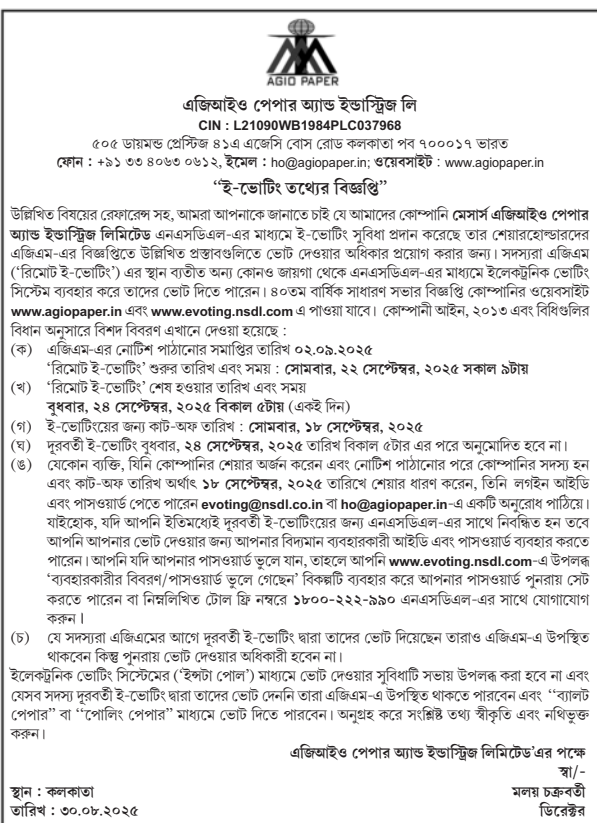 AGIO PAPER
এজিআইও পেপার অ্যান্ড ইন্ডাস্ট্রিজ লি
CIN : L21090WB1984PLC037968
৫০৫ ডায়মন্ড প্রেস্টিজ ৪১এ এজেসি বোস রোড কলকাতা পব ৭০০০১৭ ভারত
ফোন : +৯১ ৩৩ ৪০৬৩ ০৬১২, ইমেল : ho@agiopaper.in; ওয়েবসাইট : www.agiopaper.in
“ই-ভোটিং তথ্যের বিজ্ঞপ্তি”
উল্লিখিত বিষয়ের রেফারেন্স সহ, আমরা আপনাকে জানাতে চাই যে আমাদের কোম্পানি মেসার্স এজিআইও পেপার
অ্যান্ড ইন্ডাস্ট্রিজ লিমিটেড এনএসডিএল-এর মাধ্যমে ই-ভোটিং সুবিধা প্রদান করেছে তার শেয়ারহোল্ডারদের
এজিএম-এর বিজ্ঞপ্তিতে উল্লিখিত প্রস্তাবগুলিতে ভোট দেওয়ার অধিকার প্রয়োগ করার জন্য। সদস্যরা এজিএম
(‘রিমোট ই-ভোটিং’) এর স্থান ব্যতীত অন্য কোনও জায়গা থেকে এনএসডিএল-এর মাধ্যমে ইলেকট্রনিক ভোটিং
সিস্টেম ব্যবহার করে তাদের ভোট দিতে পারেন। ৪০তম বার্ষিক সাধারণ সভার বিজ্ঞপ্তি কোম্পানির ওয়েবসাইট
www.agiopaper.in এবং www.evoting.nsdl.com এ পাওয়া যাবে। কোম্পানী আইন, ২০১৩ এবং বিধিগুলির
বিধান অনুসারে বিশদ বিবরণ এখানে দেওয়া হয়েছে :
(ক) এজিএম-এর নোটিশ পাঠানোর সমাপ্তির তারিখ ০২.০৯.২০২৫
‘রিমোট ই-ভোটিং’ শুরুর তারিখ এবং সময় : সোমবার, ২২ সেপ্টেম্বর, ২০২৫ সকাল ৯টায়
(খ) ‘রিমোট ই-ভোটিং’ শেষ হওয়ার তারিখ এবং সময়
বুধবার, ২৪ সেপ্টেম্বর, ২০২৫ বিকাল ৫টায় (একই দিন)
(গ) ই-ভোটিংয়ের জন্য কাট-অফ তারিখ : সোমবার, ১৮ সেপ্টেম্বর, ২০২৫
(ঘ) দূরবর্তী ই-ভোটিং বুধবার, ২৪ সেপ্টেম্বর, ২০২৫ তারিখ বিকাল ৫টার এর পরে অনুমোদিত হবে না।
(ঙ) যেকোন ব্যক্তি, যিনি কোম্পানির শেয়ার অর্জন করেন এবং নোটিশ পাঠানোর পরে কোম্পানির সদস্য হন
এবং কাট-অফ তারিখ অর্থাৎ ১৮ সেপ্টেম্বর, ২০২৫ তারিখে শেয়ার ধারণ করেন, তিনি লগইন আইডি
এবং পাসওয়ার্ড পেতে পারেন evoting@nsdl.co.in বা ho@agiopaper.in-এ একটি অনুরোধ পাঠিয়ে।
যাইহোক, যদি আপনি ইতিমধ্যেই দূরবর্তী ই-ভোটিংয়ের জন্য এনএসডিএল-এর সাথে নিবন্ধিত হন তবে
আপনি আপনার ভোট দেওয়ার জন্য আপনার বিদ্যমান ব্যবহারকারী আইডি এবং পাসওয়ার্ড ব্যবহার করতে
পারেন। আপনি যদি আপনার পাসওয়ার্ড ভুলে যান, তাহলে আপনি www.evoting.nsdl.com-এ উপলব্ধ
‘ব্যবহারকারীর বিবরণ/পাসওয়ার্ড ভুলে গেছেন’ বিকল্পটি ব্যবহার করে আপনার পাসওয়ার্ড পুনরায় সেট
করতে পারেন বা নিম্নলিখিত টোল ফ্রি নম্বরে ১৮০০-২২২-৯৯০ এনএসডিএল-এর সাথে যোগাযোগ
করুন।
(চ) যে সদস্যরা এজিএমের আগে দূরবর্তী ই-ভোটিং দ্বারা তাদের ভোট দিয়েছেন তারাও এজিএম-এ উপস্থিত
থাকবেন কিন্তু পুনরায় ভোট দেওয়ার অধিকারী হবেন না।
ইলেকট্রনিক ভোটিং সিস্টেমের (‘ইন্সটা পোল’) মাধ্যমে ভোট দেওয়ার সুবিধাটি সভায় উপলব্ধ করা হবে না এবং
যেসব সদস্য দূরবর্তী ই-ভোটিং দ্বারা তাদের ভোট দেননি তারা এজিএম-এ উপস্থিত থাকতে পারবেন এবং “ব্যালট
পেপার” বা “পোলিং পেপার” মাধ্যমে ভোট দিতে পারবেন। অনুগ্রহ করে সংশ্লিষ্ট তথ্য স্বীকৃতি এবং নথিভুক্ত
করুন।
এজিআইও পেপার অ্যান্ড ইন্ডাস্ট্রিজ লিমিটেড’এর পক্ষে
স্বা/-
স্থান : কলকাতা মলয় চক্রবর্তী
তারিখ : ৩০.০৮.২০২৫ ডিরেক্টর